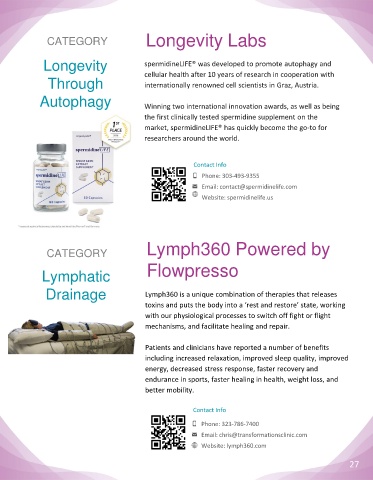 CATEGORY
Longevity
Through
Autophagy
1ST
PLACE
spermidineLIFE
spermidineLIFE
Longevity Labs
spermidineLIFE® was developed to promote autophagy and
cellular health after 10 years of research in cooperation with
internationally renowned cell scientists in Graz, Austria.
Winning two international innovation awards, as well as being
the first clinically tested spermidine supplement on the
market, spermidineLIFE® has quickly become the go-to for
researchers around the world.
Contact Info
Phone: 303-493-9355
Email: contact@spermidinelife.com
Website: spermidinelife.us
CATEGORY
Lymphatic
Drainage
Lymph360 Powered by
Flowpresso
Lymph360 is a unique combination of therapies that releases
toxins and puts the body into a ‘rest and restore’ state, working
with our physiological processes to switch off fight or flight
mechanisms, and facilitate healing and repair.
Patients and clinicians have reported a number of benefits
including increased relaxation, improved sleep quality, improved
energy, decreased stress response, faster recovery and
endurance in sports, faster healing in health, weight loss, and
better mobility.
Contact Info
Phone: 323-786-7400
Email: chris@transformationsclinic.com
Website: lymph360.com
27